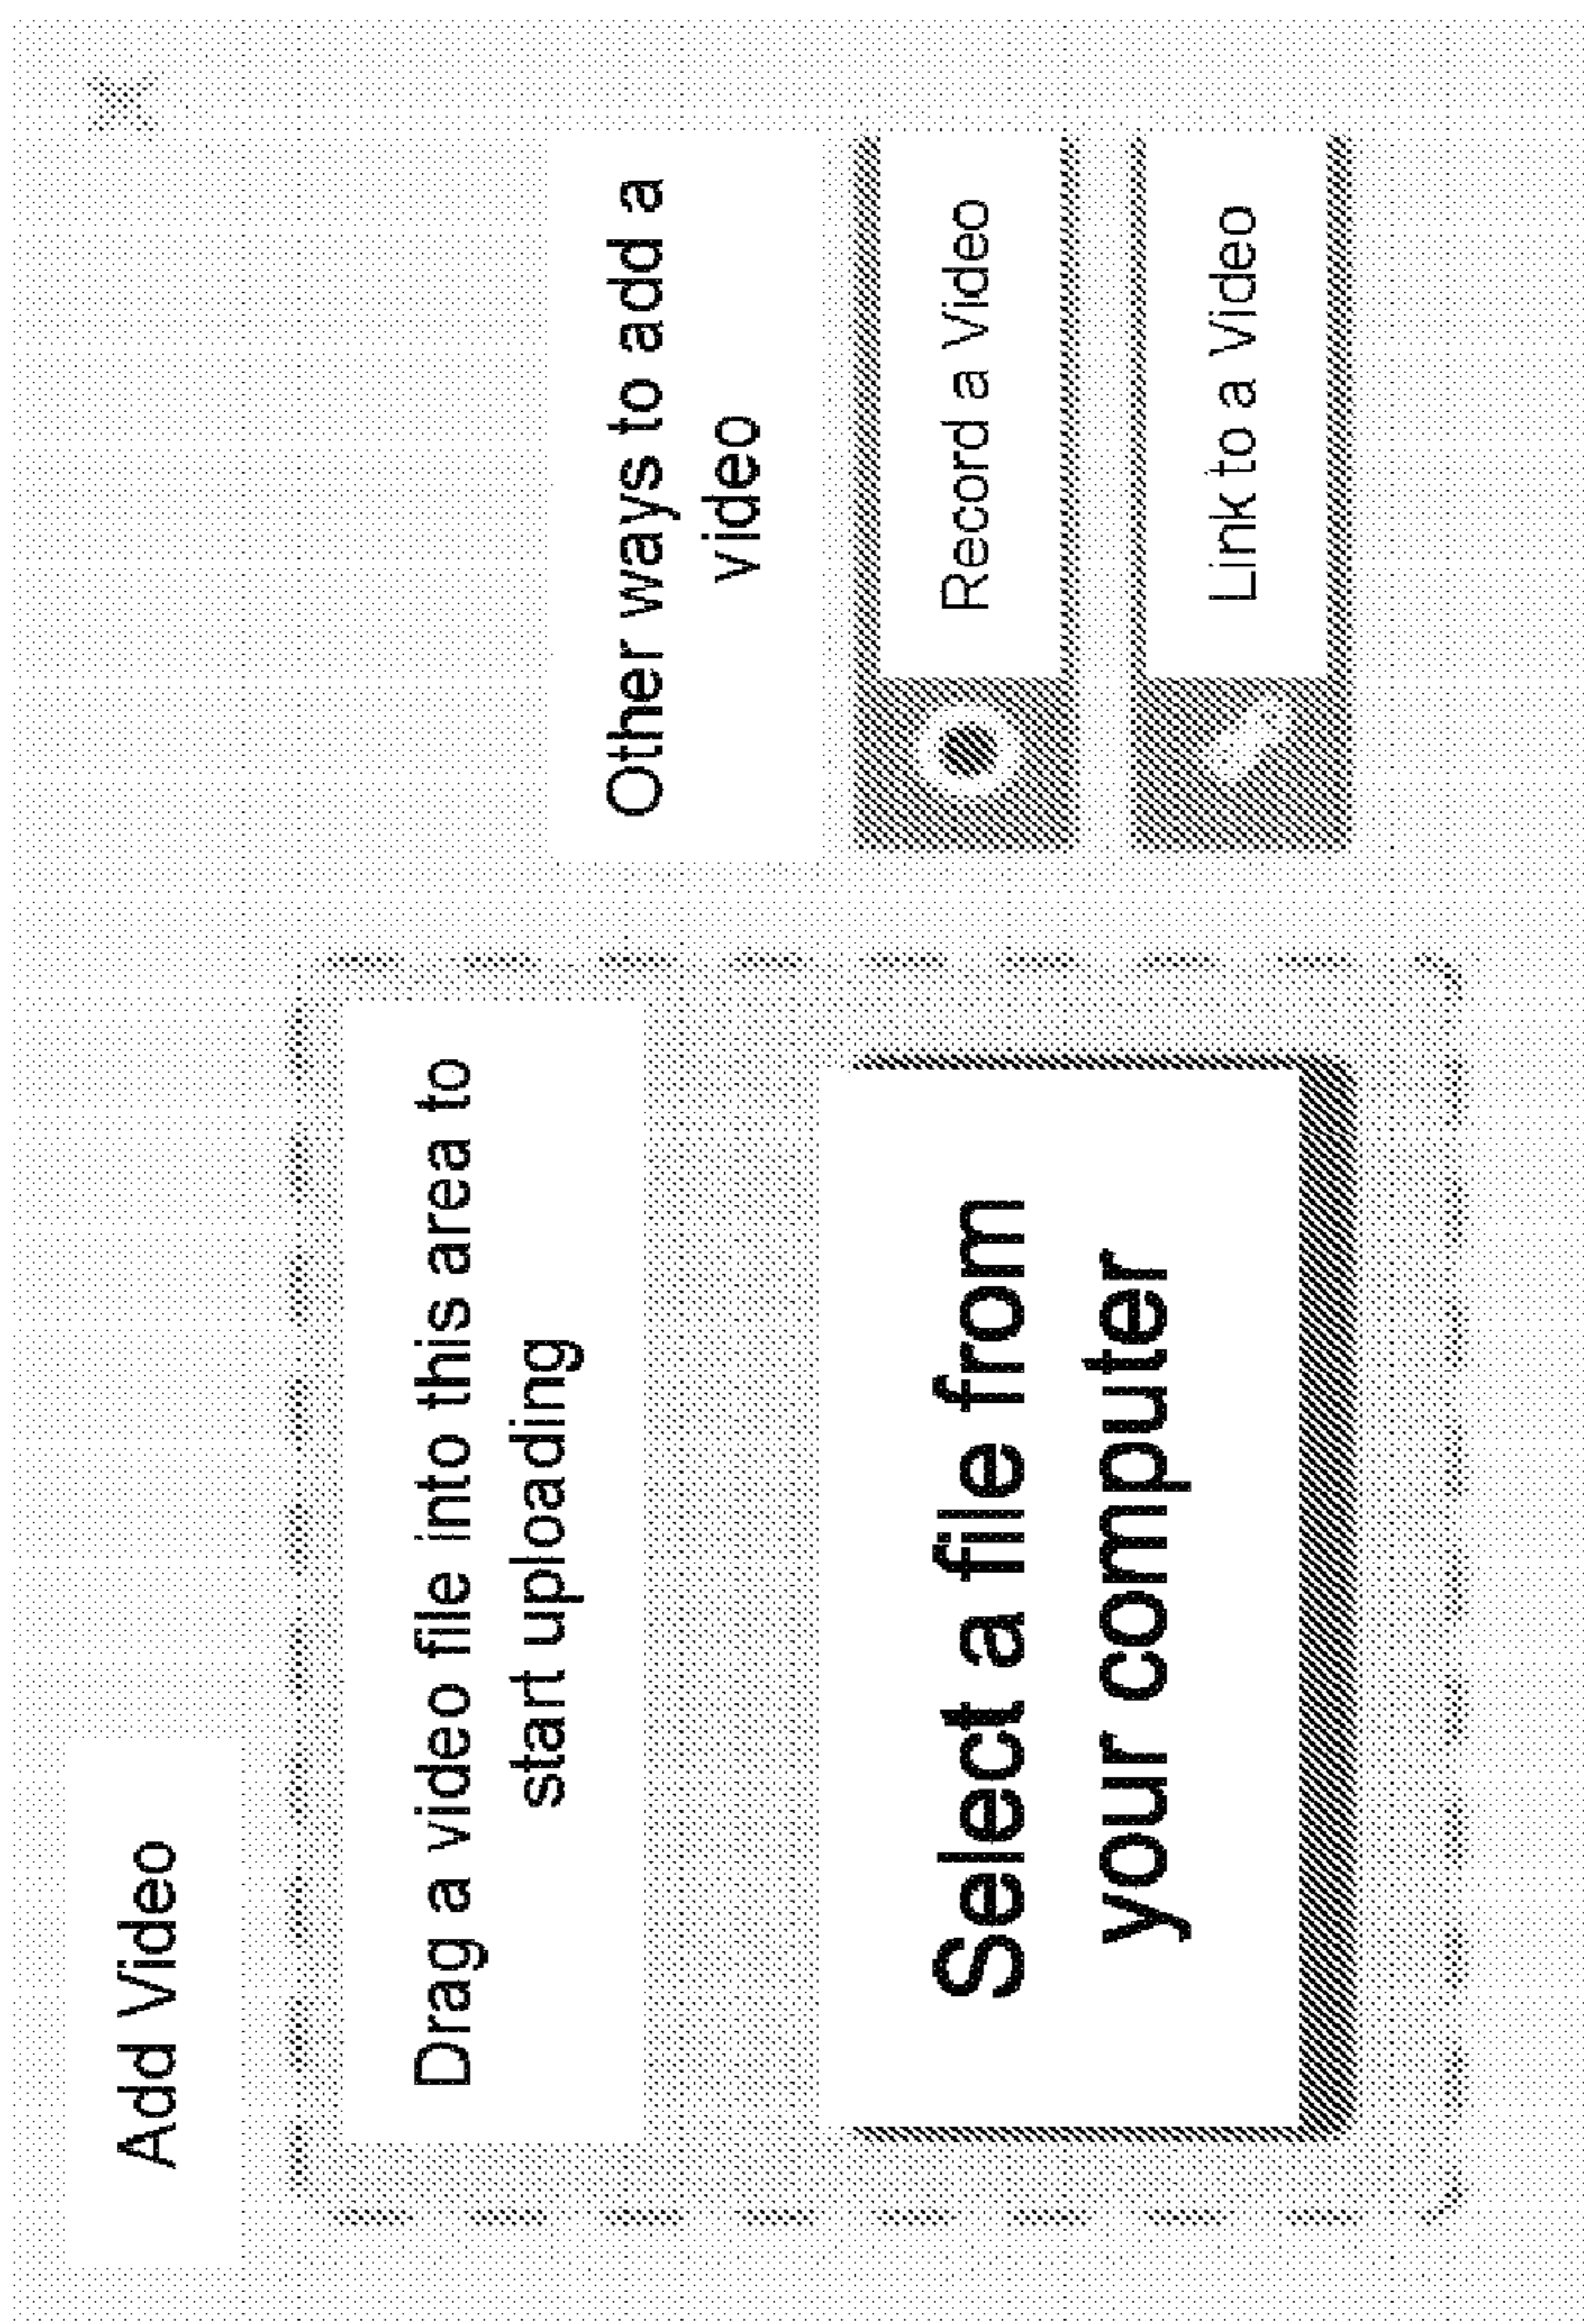 Add Video
Drag a video file into this area to
start uploading
Select a file from
your computer
Other ways to add a
video
Record a Video
Link to a Video